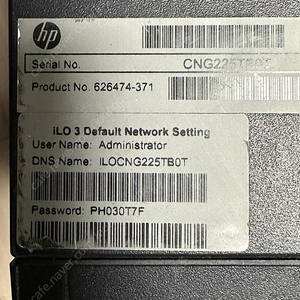 hp
Serial No. CNG225TB0T
Product No. 626474-371
iLO 3 Default Network Setting
User Name: Administrator
DNS Name: ILOCNG225TB0T
Password: PH030T7F